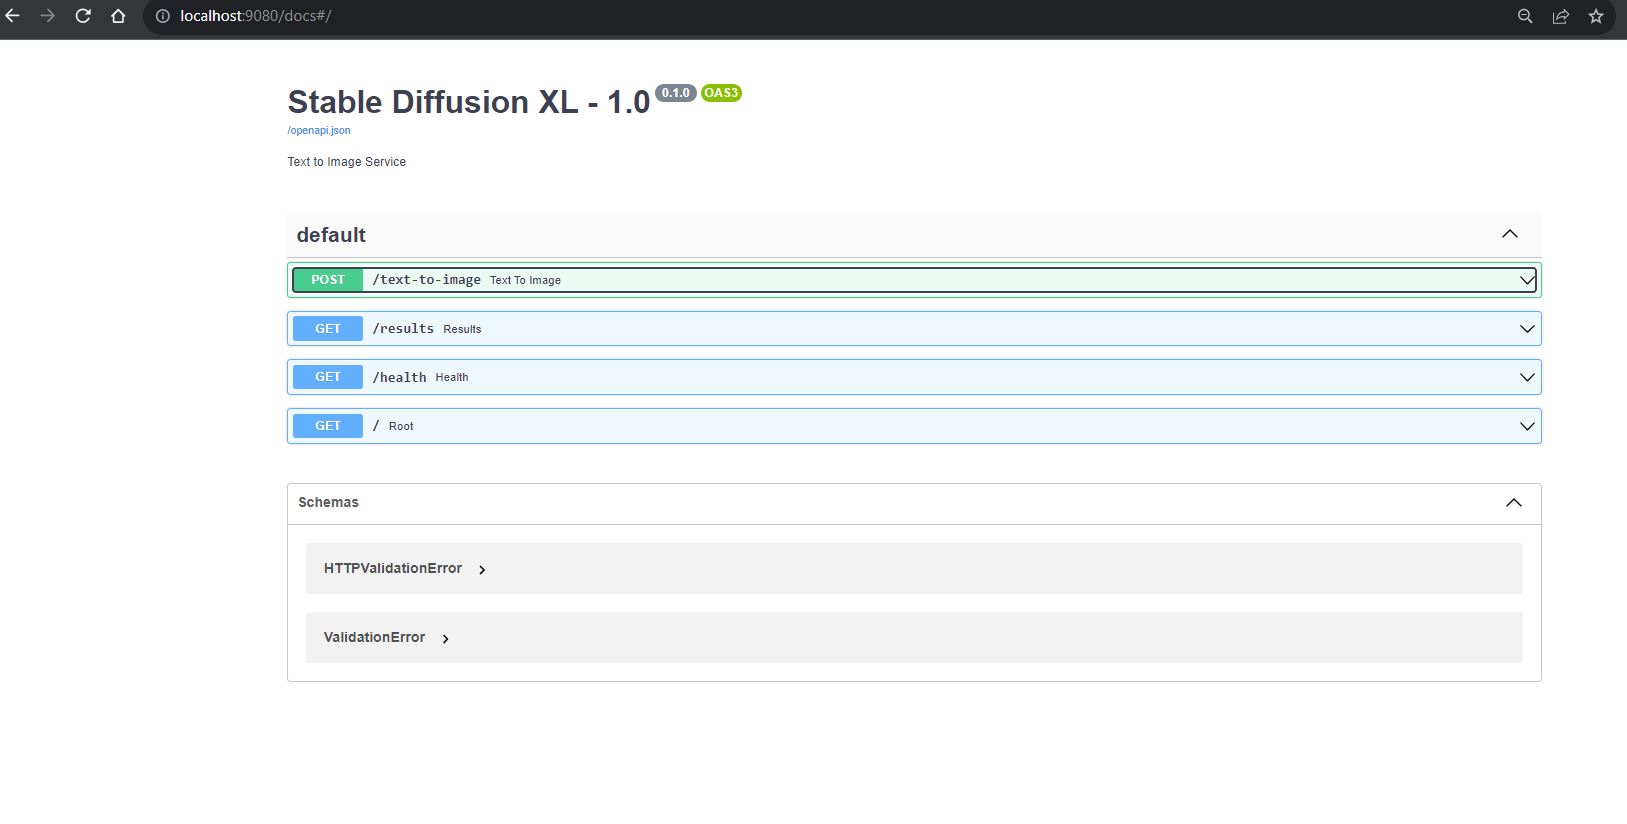 localhost:9080/docs#/
Stable Diffusion XL - 1.0 0.1.0 OAS3
/openapi.json
Text to Image Service
default
POST /text-to-image Text To Image
GET /results Results
GET /health Health
GET / Root
Schemas
HTTPValidationError
ValidationError